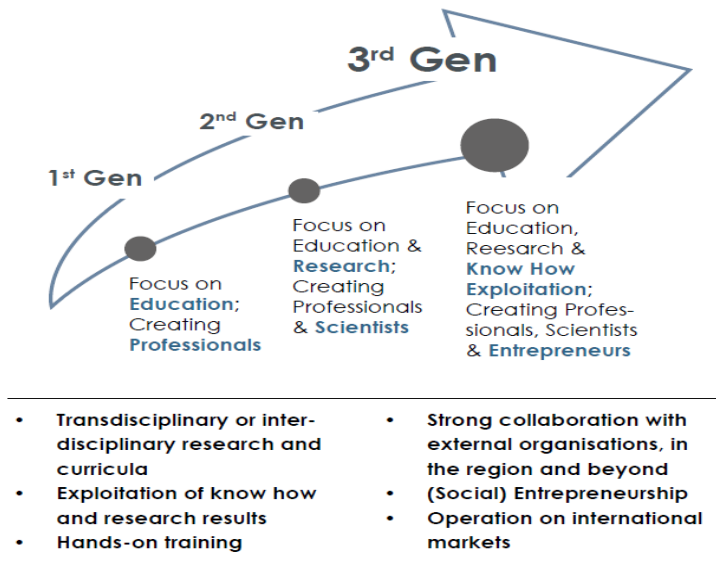 3rd Gen
2nd Gen
1st Gen
Focus on
Education;
Creating
Professionals
Focus on
Education &
Research;
Creating
Professionals
& Scientists
Focus on
Education,
Reesarch &
Know How
Exploitation;
Creating Profes-
sionals, Scientists
& Entrepreneurs
• Transdisciplinary or inter-
disciplinary research and
curricula
• Exploitation of know how
and research results
• Hands-on training
• Strong collaboration with
external organisations, in
the region and beyond
• (Social) Entrepreneurship
• Operation on international
markets